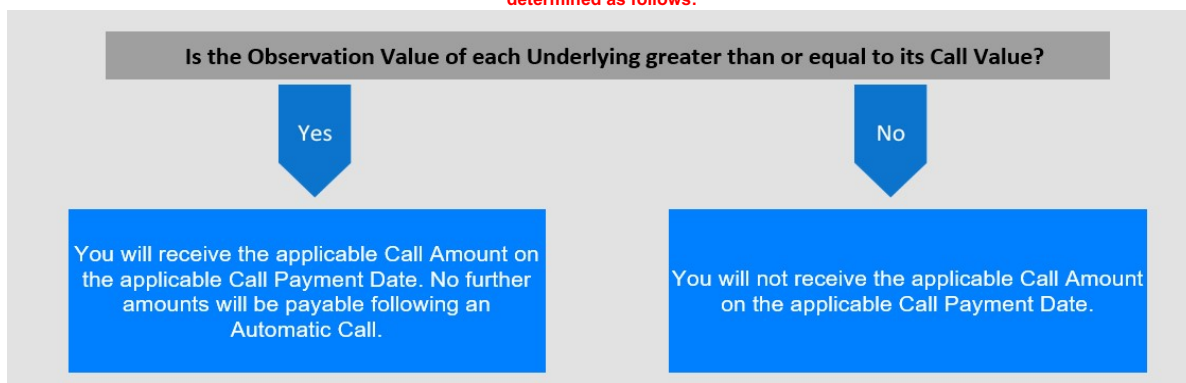 determined as follows:
Is the Observation Value of each Underlying greater than or equal to its Call Value?
Yes
No
You will receive the applicable Call Amount on
the applicable Call Payment Date. No further
amounts will be payable following an
Automatic Call.
You will not receive the applicable Call Amount
on the applicable Call Payment Date.